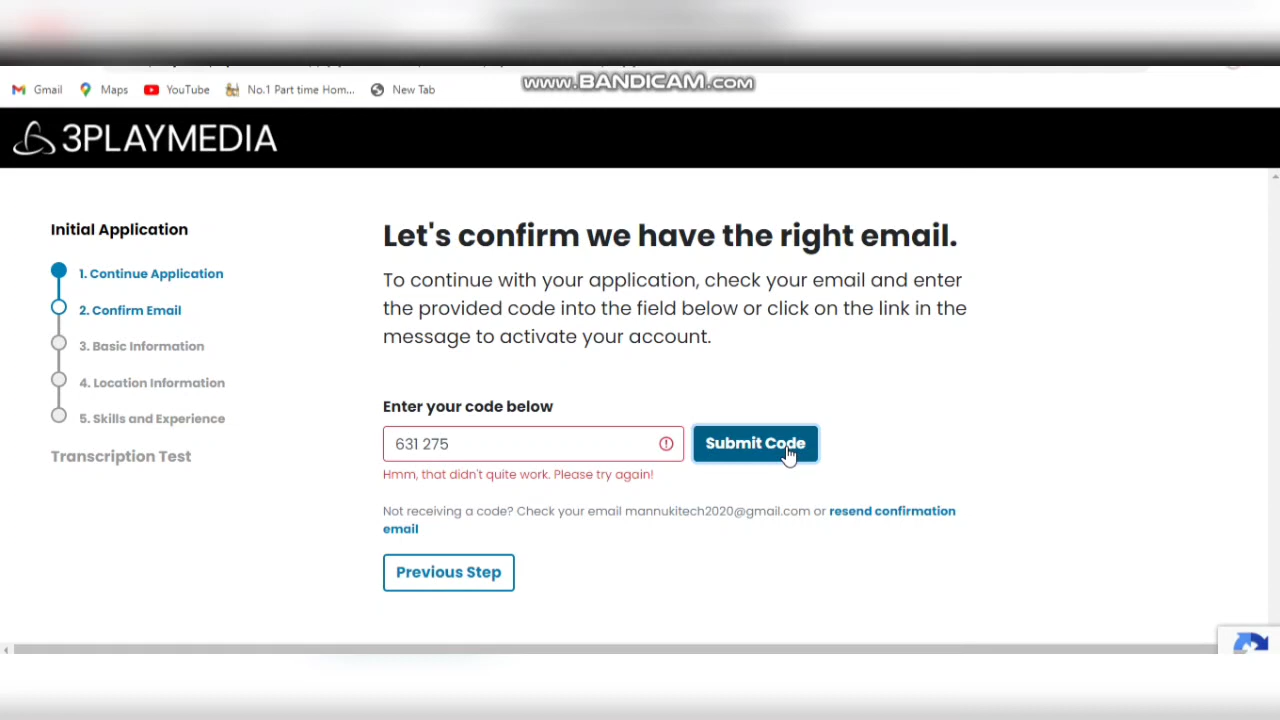 www.BANDICAM.com
Gmail
Maps
YouTube
No.1 Part time Hom...
New Tab
3PLAYMEDIA
Initial Application
1. Continue Application
2. Confirm Email
3. Basic Information
4. Location Information
5. Skills and Experience
Transcription Test
Let's confirm we have the right email.
To continue with your application, check your email and enter
the provided code into the field below or click on the link in the
message to activate your account.
Enter your code below
631 275
Submit Code
Hmm, that didn't quite work. Please try again!
Not receiving a code? Check your email mannukitech2020@gmail.com or resend confirmation
email
Previous Step